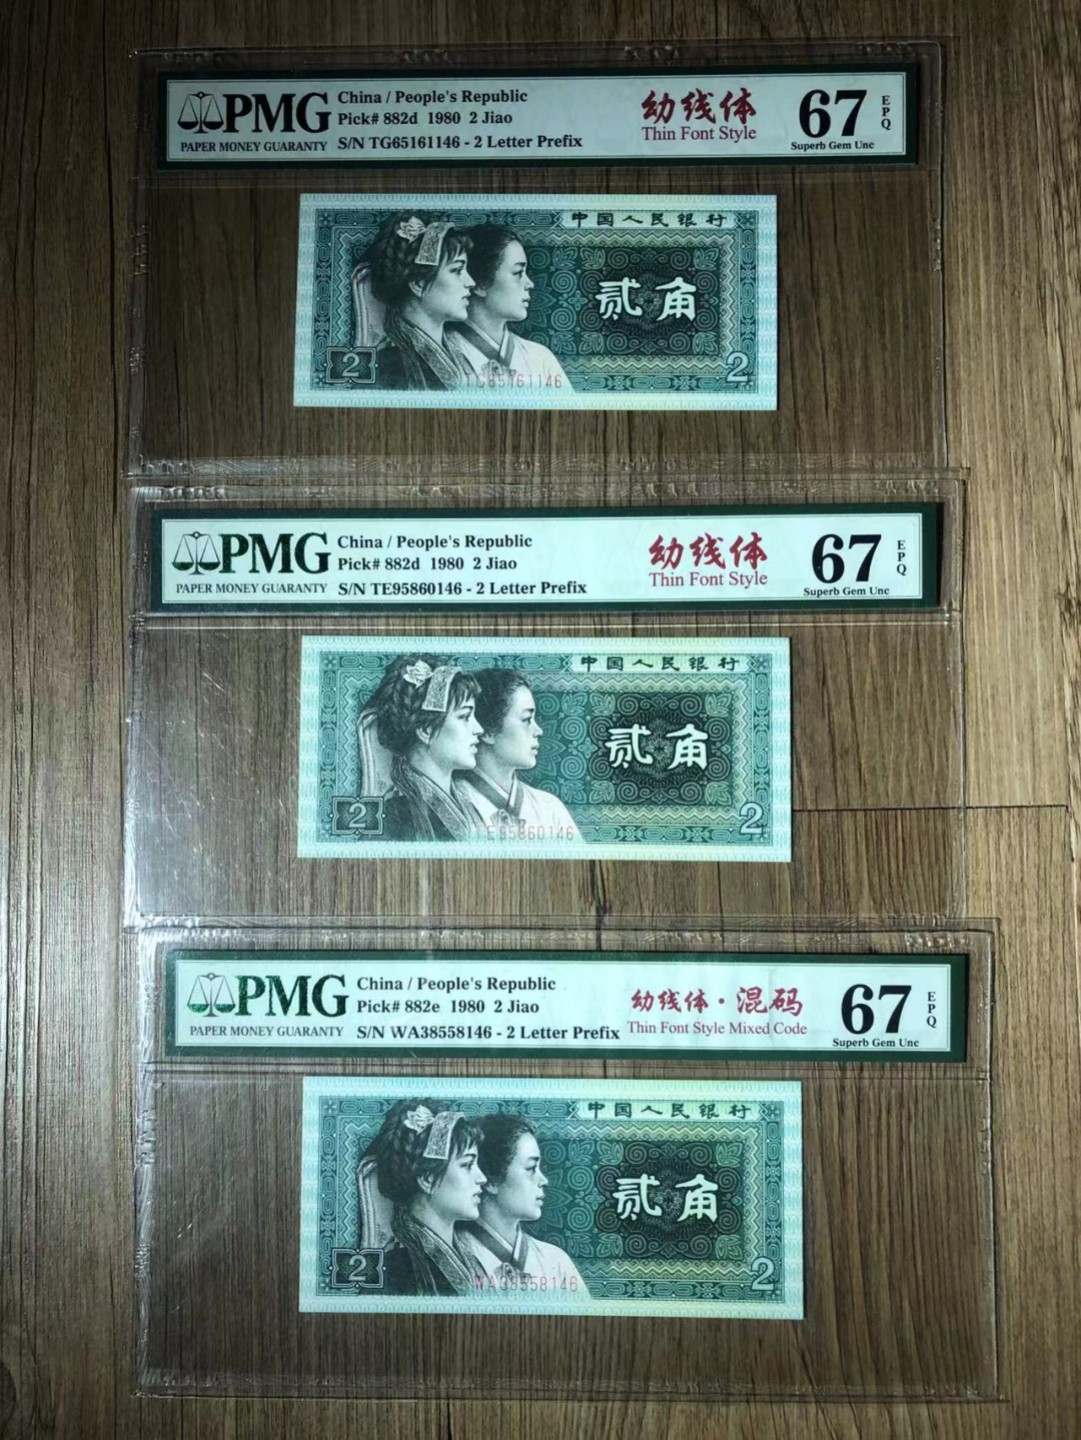 PMG
PAPER MONEY GUARANTY
China / People's Republic
Pick# 882d 1980 2 Jiao
S/N TG65161146 - 2 Letter Prefix
幼线体
Thin Font Style
67
EPQ
Superb Gem Unc
中国人民银行
贰角
2
TG65161146
2
PMG
PAPER MONEY GUARANTY
China / People's Republic
Pick# 882d 1980 2 Jiao
S/N TE95860146 - 2 Letter Prefix
幼线体
Thin Font Style
67
EPQ
Superb Gem Unc
中国人民银行
贰角
2
TE95860146
2
PMG
PAPER MONEY GUARANTY
China / People's Republic
Pick# 882e 1980 2 Jiao
S/N WA38558146 - 2 Letter Prefix
幼线体·混码
Thin Font Style Mixed Code
67
EPQ
Superb Gem Unc
中国人民银行
贰角
2
WA38558146
2